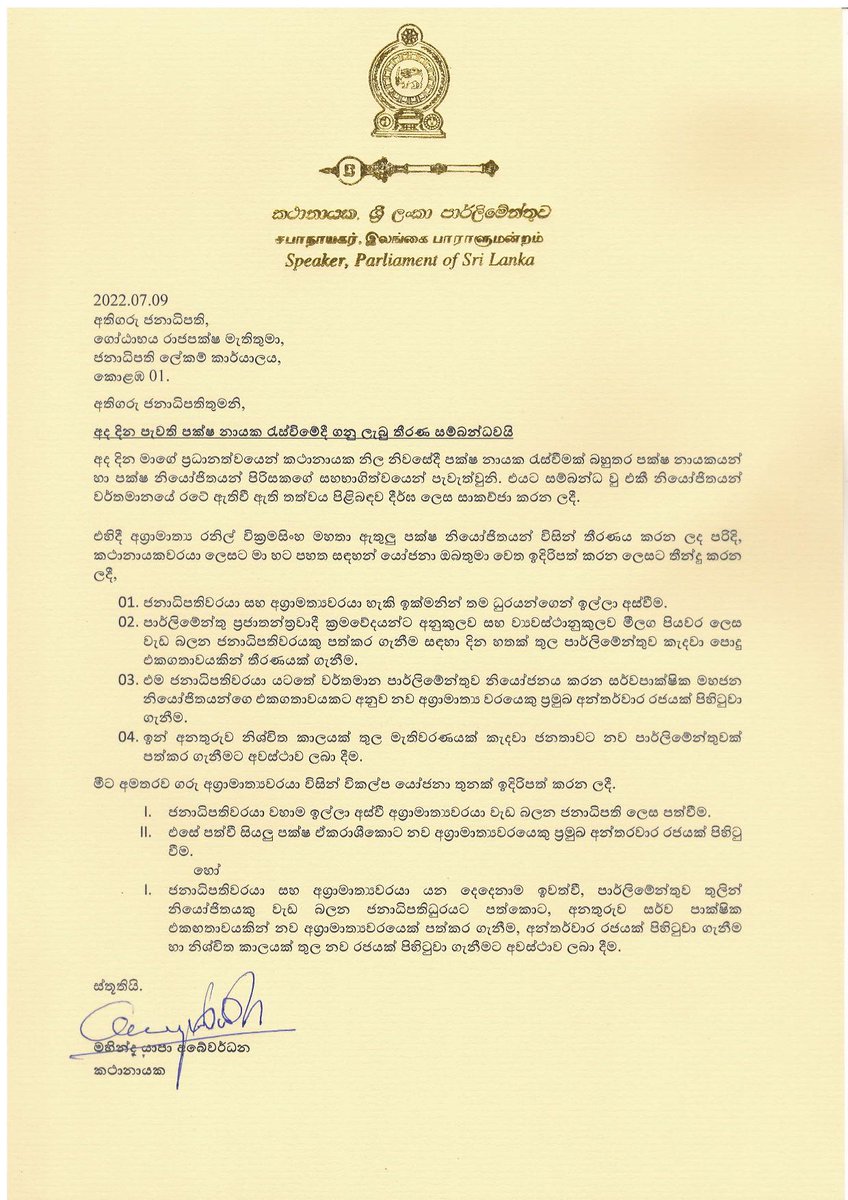 කථානායක, ශ්‍රී ලංකා පාර්ලිමේන්තුව
சபாநாயகர், இலங்கை பாராளுமன்றம்
Speaker, Parliament of Sri Lanka
2022.07.09
අතිගරු ජනාධිපති,
ගෝඨාභය රාජපක්ෂ මැතිතුමා,
ජනාධිපති ලේකම් කාර්යාලය,
කොළඹ 01.
අතිගරු ජනාධිපතිතුමනි,
අද දින පැවති පක්ෂ නායක රැස්වීමේදී ගනු ලැබූ තීරණ සම්බන්ධවයි
අද දින මාගේ ප්‍රධානත්වයෙන් කථානායක නිල නිවසේදී පක්ෂ නායක රැස්වීමක් බහුතර පක්ෂ නායකයන්
හා පක්ෂ නියෝජිතයන් පිරිසකගේ සහභාගිත්වයෙන් පැවැත්වුනි. එයට සම්බන්ධ වු එකී නියෝජිතයන්
වර්තමානයේ රටේ ඇතිවී ඇති තත්වය පිළිබඳව දීර්ඝ ලෙස සාකච්ඡා කරන ලදී.
එහිදී අග්‍රාමාත්‍ය රනිල් වික්‍රමසිංහ මහතා ඇතුලු පක්ෂ නියෝජිතයන් විසින් තීරණය කරන ලද පරිදි,
කථානායකවරයා ලෙසට මා හට පහත සඳහන් යෝජනා ඔබතුමා වෙත ඉදිරිපත් කරන ලෙසට තීන්දු කරන
ලදී,
01. ජනාධිපතිවරයා සහ අග්‍රාමත්‍යවරයා හැකි ඉක්මනින් තම ධුරයන්ගෙන් ඉල්ලා අස්වීම.
02. පාර්ලිමේන්තු ප්‍රජාතන්ත්‍රවාදී ක්‍රමවේදයන්ට අනුකූලව සහ ව්‍යවස්ථානුකූලව මීලග පියවර ලෙස
වැඩ බලන ජනාධිපතිවරයකු පත්කර ගැනීම සඳහා දින හතක් තුල පාර්ලිමේන්තුව කැදවා පොදු
එකගතාවයකින් තීරණයක් ගැනීම.
03. එම ජනාධිපතිවරයා යටතේ වර්තමාන පාර්ලිමේන්තුව නියෝජනය කරන සර්වපාක්ෂික මහජන
නියෝජිතයන්ගෙ එකගතාවයකට අනුව නව අග්‍රාමාත්‍ය වරයෙකු ප්‍රමුඛ අන්තර්වාර රජයක් පිහිටුවා
ගැනීම.
04. ඉන් අනතුරුව නිශ්චිත කාලයක් තුල මැතිවරණයක් කැදවා ජනතාවට නව පාර්ලිමේන්තුවක්
පත්කර ගැනීමට අවස්ථාව ලබා දීම.
මීට අමතරව ගරු අග්‍රාමාත්‍යවරයා විසින් විකල්ප යෝජනා තුනක් ඉදිරිපත් කරන ලදී.
I. ජනාධිපතිවරයා වහාම ඉල්ලා අස්වී අග්‍රාමාත්‍යවරයා වැඩ බලන ජනාධිපති ලෙස පත්වීම.
II. එසේ පත්වී සියලු පක්ෂ ඒකරාශීකොට නව අග්‍රාමාත්‍යවරයෙකු ප්‍රමුඛ අන්තරවාර රජයක් පිහිටු
වීම.
හෝ
I. ජනාධිපතිවරයා සහ අග්‍රාමාත්‍යවරයා යන දෙදෙනාම ඉවත්වී, පාර්ලිමේන්තුව තුලින්
නියෝජිතයකු වැඩ බලන ජනාධිපතිධුරයට පත්කොට, අනතුරුව සර්ව පාක්ෂික
එකඟතාවයකින් නව අග්‍රාමාත්‍යවරයෙක් පත්කර ගැනීම, අන්තර්වාර රජයක් පිහිටුවා ගැනීම
හා නිශ්චිත කාලයක් තුල නව රජයක් පිහිටුවා ගැනීමට අවස්ථාව ලබා දීම.
ස්තූතියි.
මහින්ද යාපා අබේවර්ධන
කථානායක